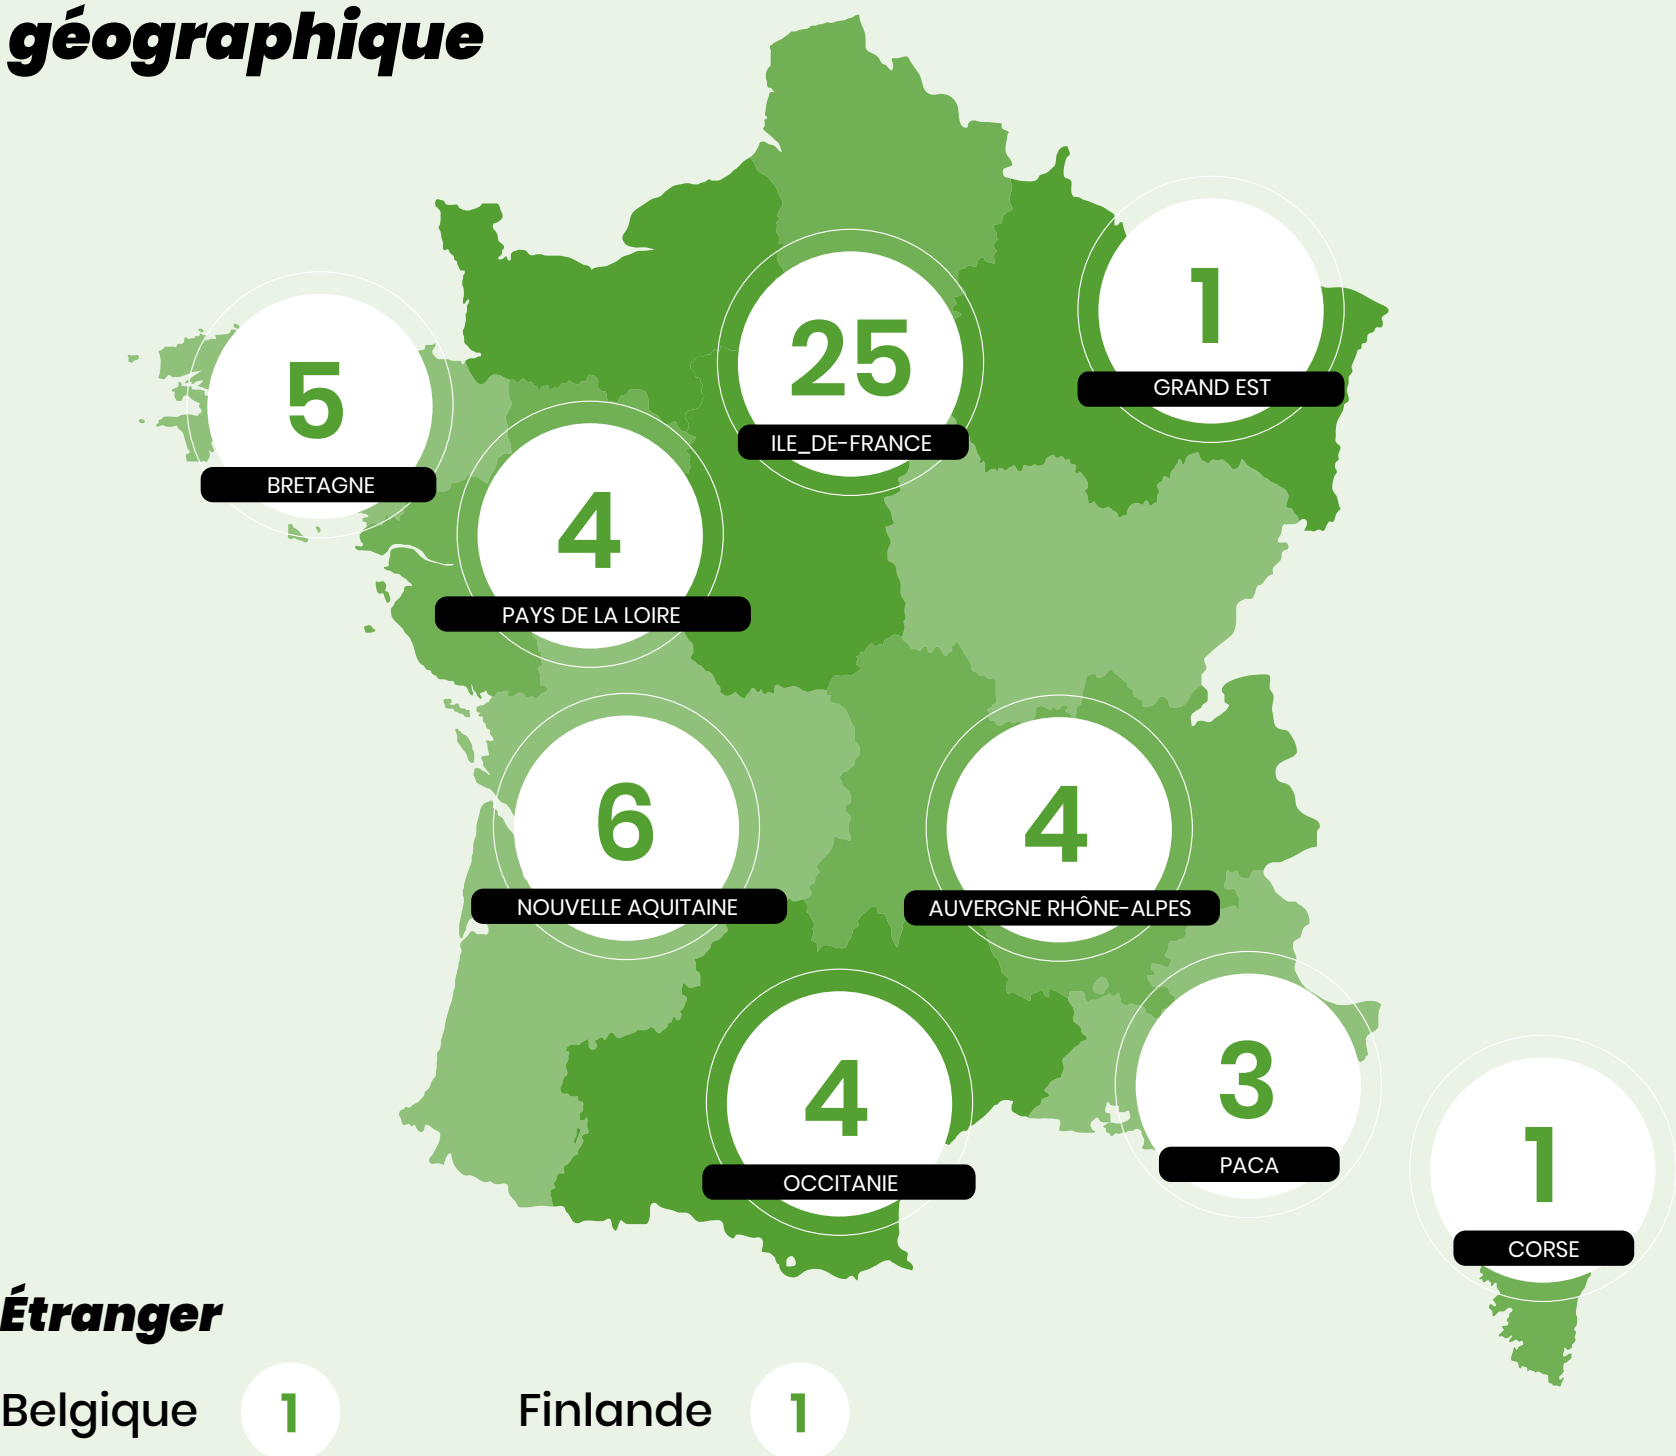 géographique
1
GRAND EST
25
ILE_DE-FRANCE
5
BRETAGNE
4
PAYS DE LA LOIRE
6
NOUVELLE AQUITAINE
4
AUVERGNE RHÔNE-ALPES
4
OCCITANIE
3
PACA
1
CORSE
Étranger
Belgique 1
Finlande 1